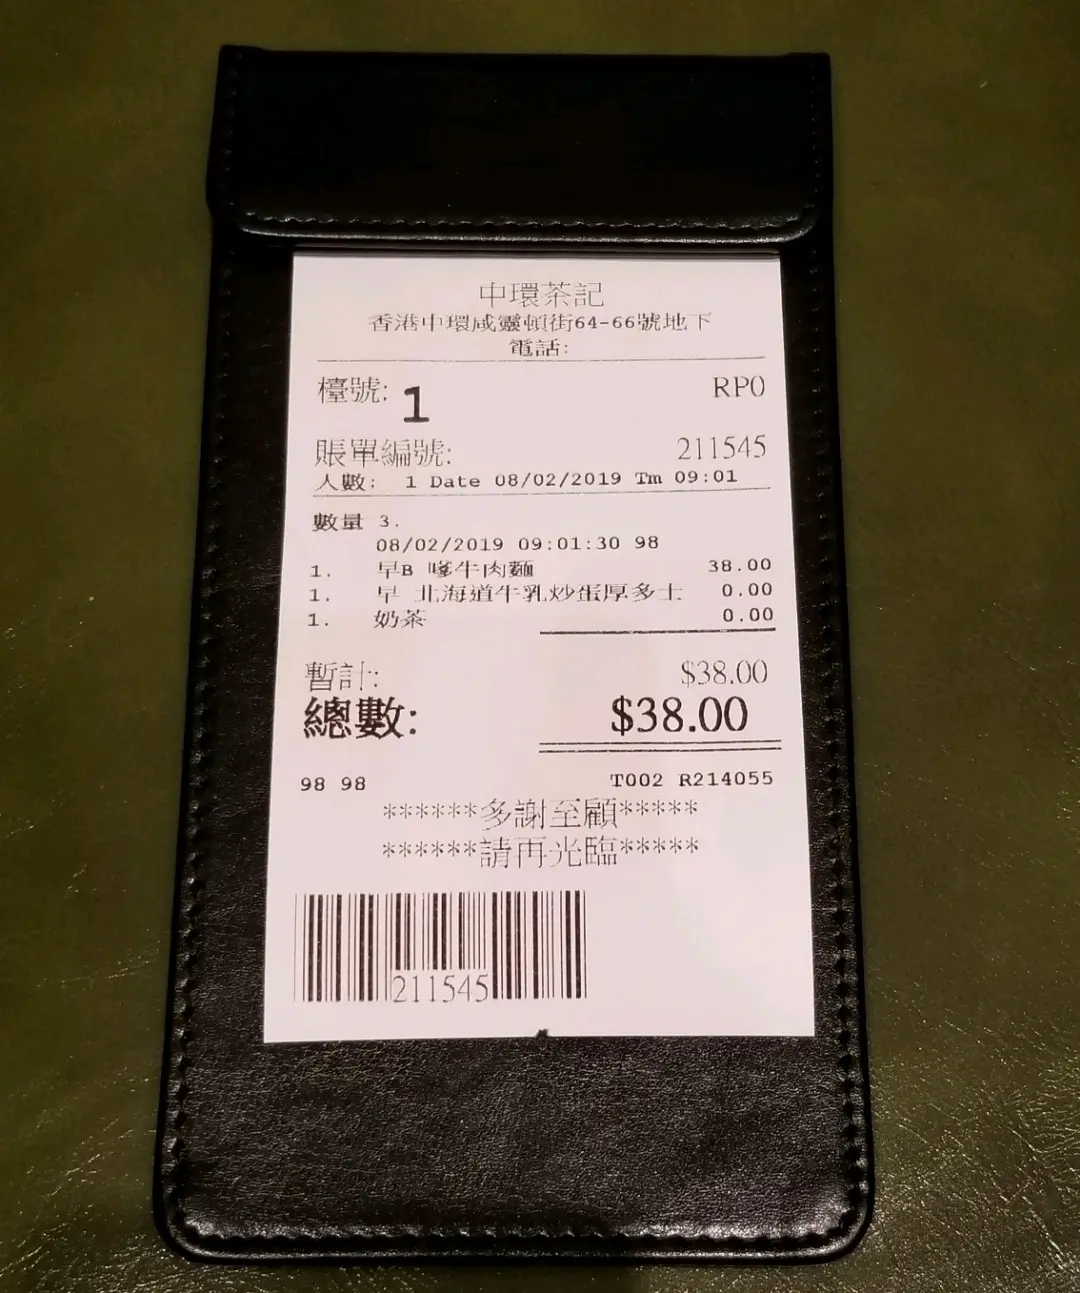 中環茶記
香港中環咸靈頓街64-66號地下
電話:
檯號: 1 RP0
賬單編號: 211545
人數: 1 Date 08/02/2019 Tm 09:01
數量 3.
08/02/2019 09:01:30 98
1. 早B 嗲牛肉麵 38.00
1. 早 北海道牛乳炒蛋厚多士 0.00
1. 奶茶 0.00
暫計: $38.00
總數: $38.00
98 98 T002 R214055
******多謝至顧*****
******請再光臨*****
211545